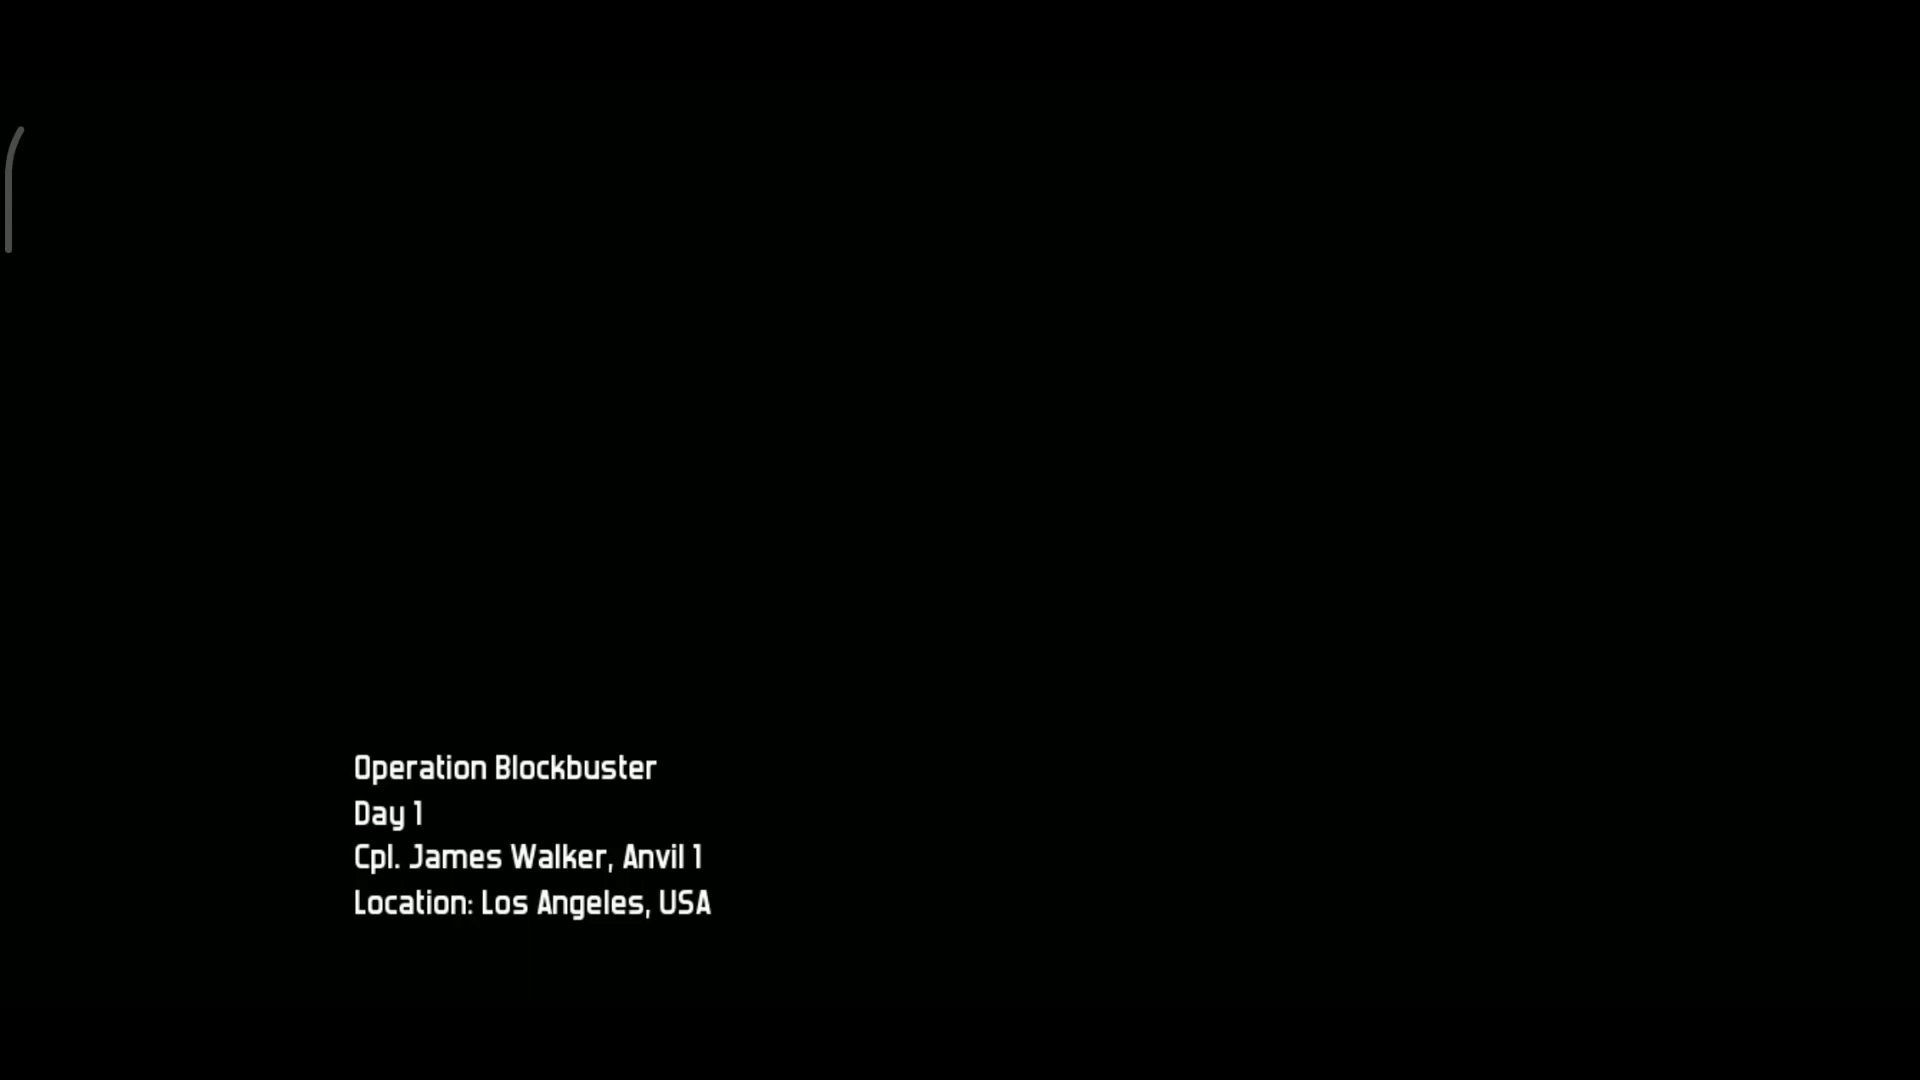 Operation Blockbuster
Day 1
Cpl. James Walker, Anvil 1
Location: Los Angeles, USA